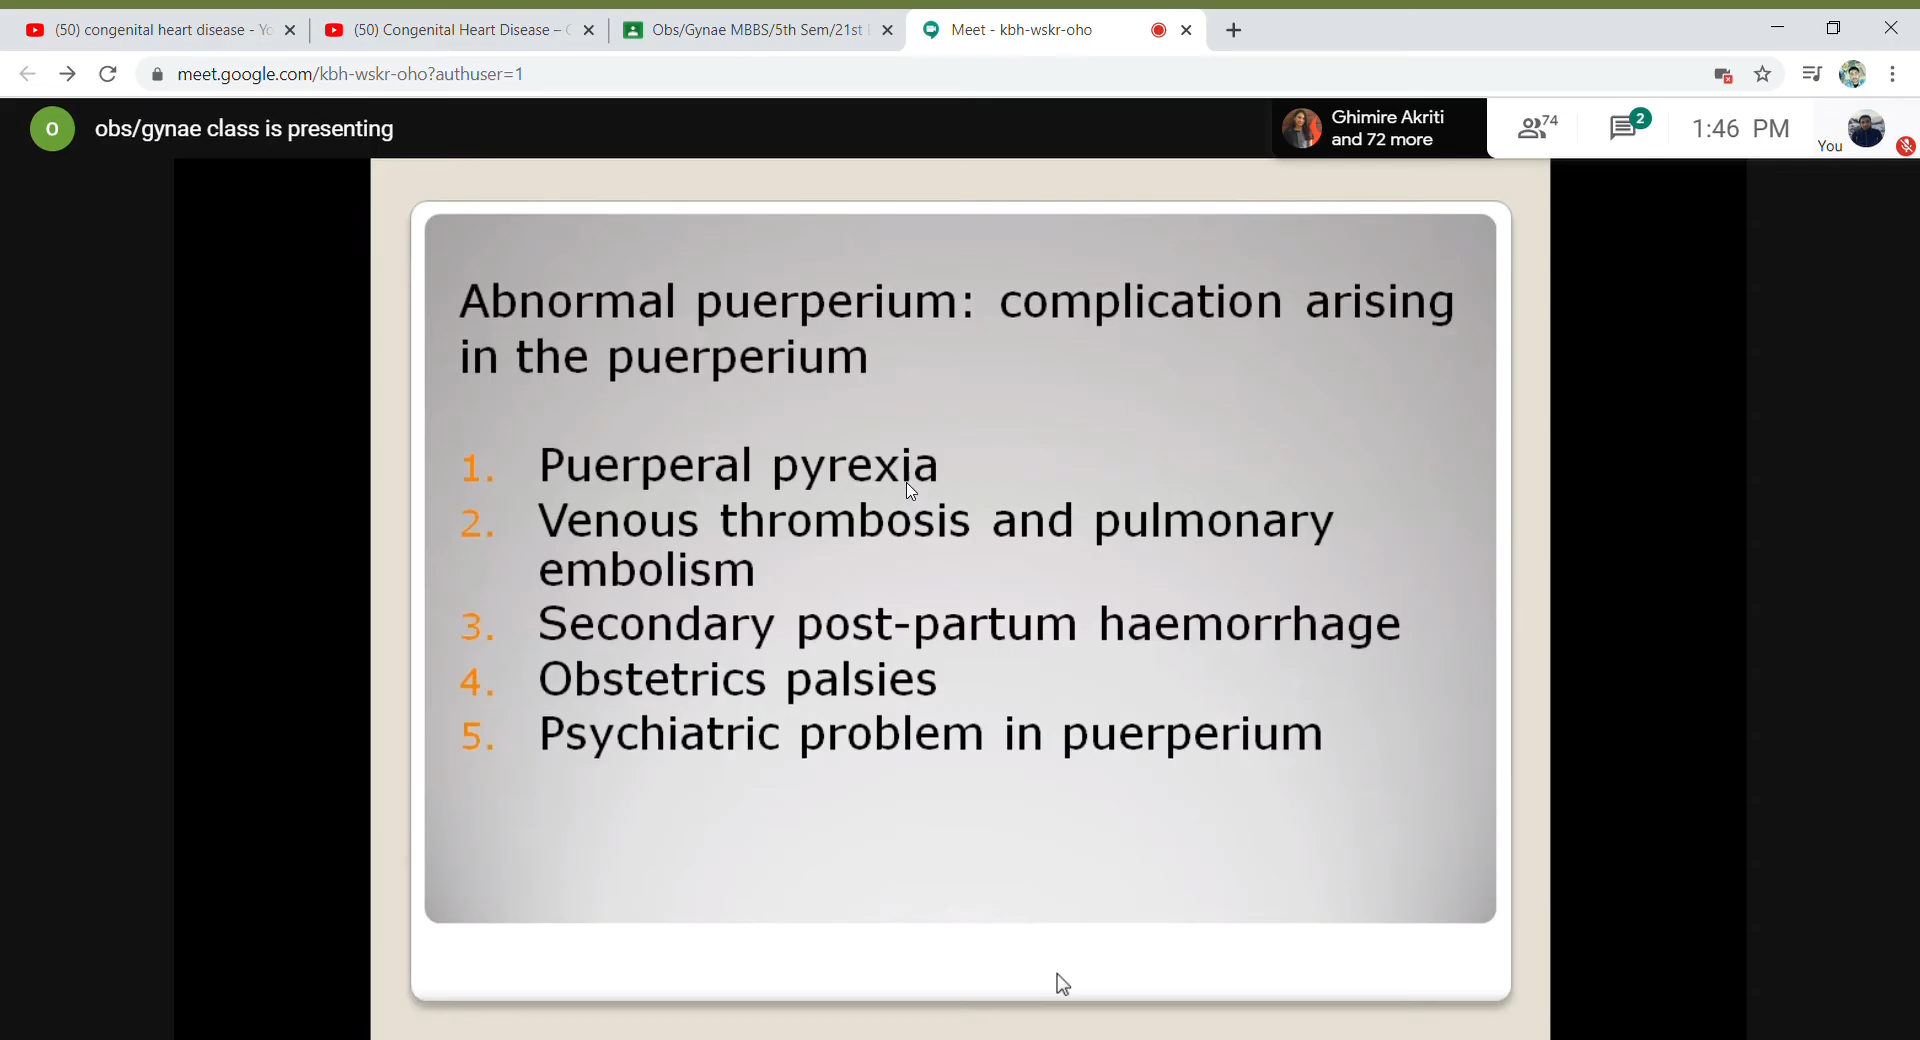 (50) congenital heart disease - Yo
(50) Congenital Heart Disease –
Obs/Gynae MBBS/5th Sem/21st
Meet - kbh-wskr-oho
meet.google.com/kbh-wskr-oho?authuser=1
O
obs/gynae class is presenting
Ghimire Akriti
and 72 more
74
2
1:46 PM
You
Abnormal puerperium: complication arising
in the puerperium
1. Puerperal pyrexia
2. Venous thrombosis and pulmonary
embolism
3. Secondary post-partum haemorrhage
4. Obstetrics palsies
5. Psychiatric problem in puerperium